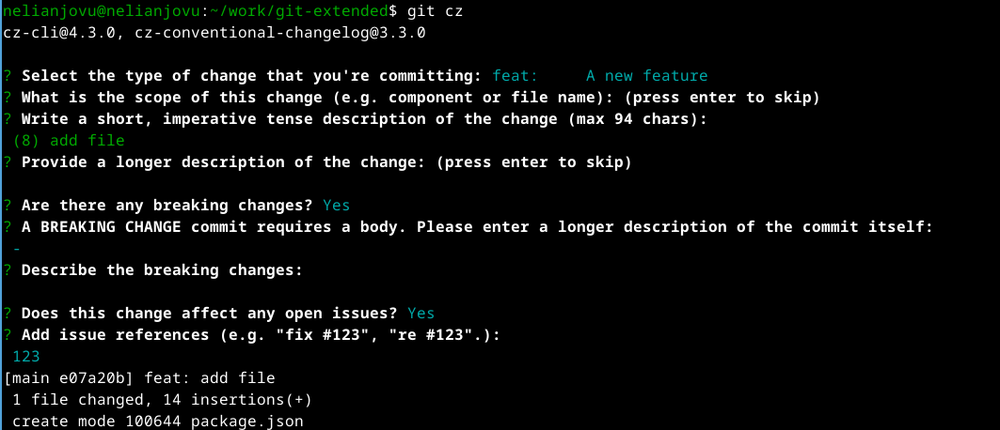 nelianjovu@nelianjovu:~/work/git-extended$ git cz
cz-cli@4.3.0, cz-conventional-changelog@3.3.0
? Select the type of change that you're committing: feat:     A new feature
? What is the scope of this change (e.g. component or file name): (press enter to skip)
? Write a short, imperative tense description of the change (max 94 chars):
(8) add file
? Provide a longer description of the change: (press enter to skip)
? Are there any breaking changes? Yes
? A BREAKING CHANGE commit requires a body. Please enter a longer description of the commit itself:
-
? Describe the breaking changes:
? Does this change affect any open issues? Yes
? Add issue references (e.g. "fix #123", "re #123".):
123
[main e07a20b] feat: add file
1 file changed, 14 insertions(+)
create mode 100644 package.json